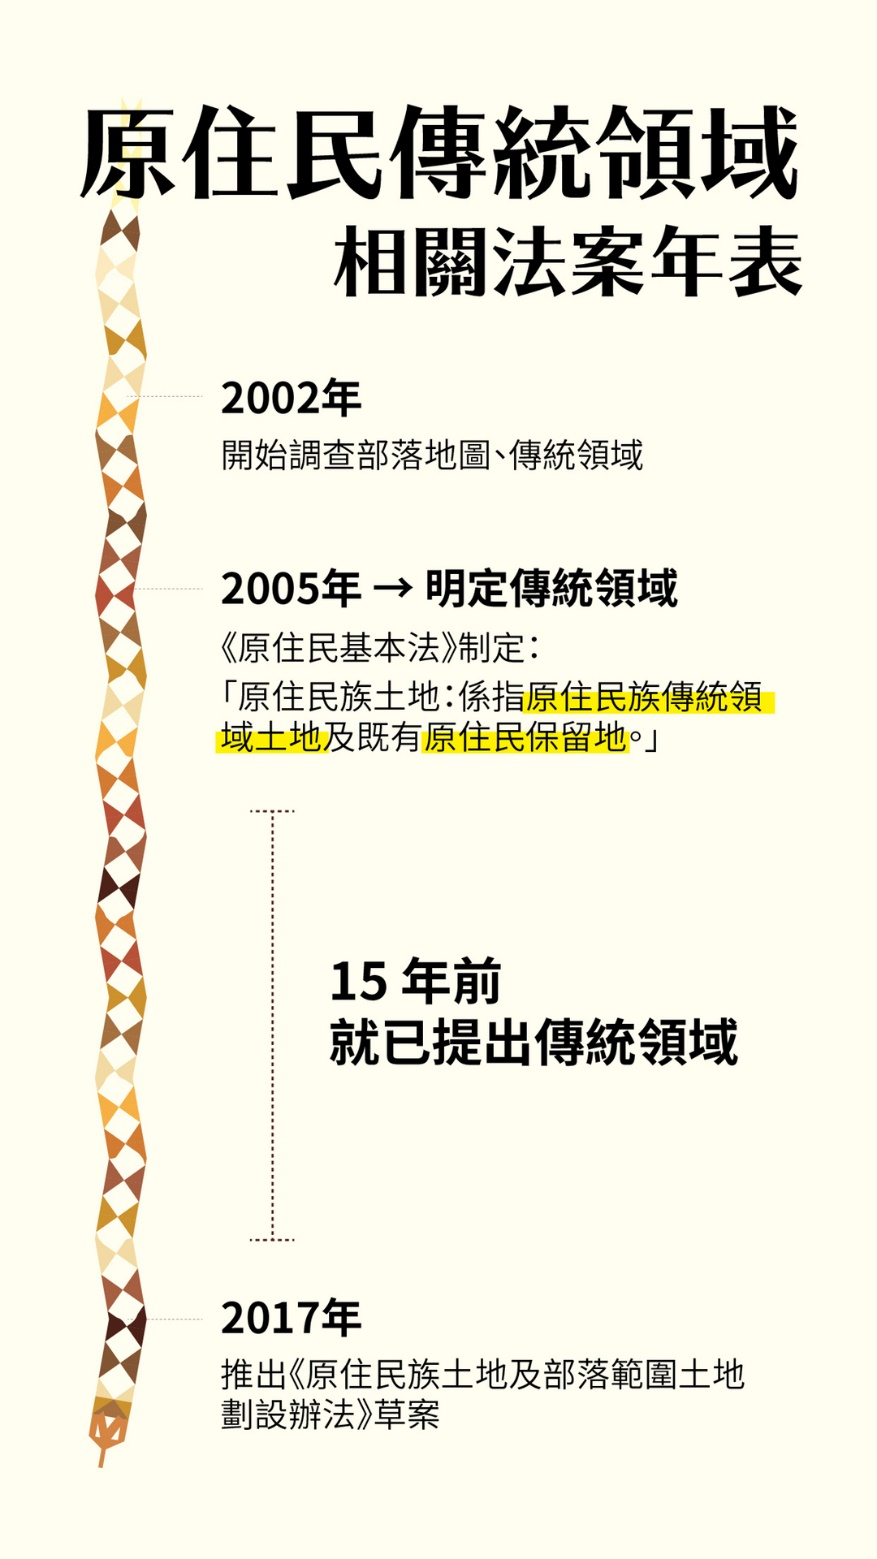 原住民傳統領域
相關法案年表
2002年
開始調查部落地圖、傳統領域
2005年 → 明定傳統領域
《原住民基本法》制定：
「原住民族土地：係指原住民族傳統領
域土地及既有原住民保留地。」
15 年前
就已提出傳統領域
2017年
推出《原住民族土地及部落範圍土地
劃設辦法》草案